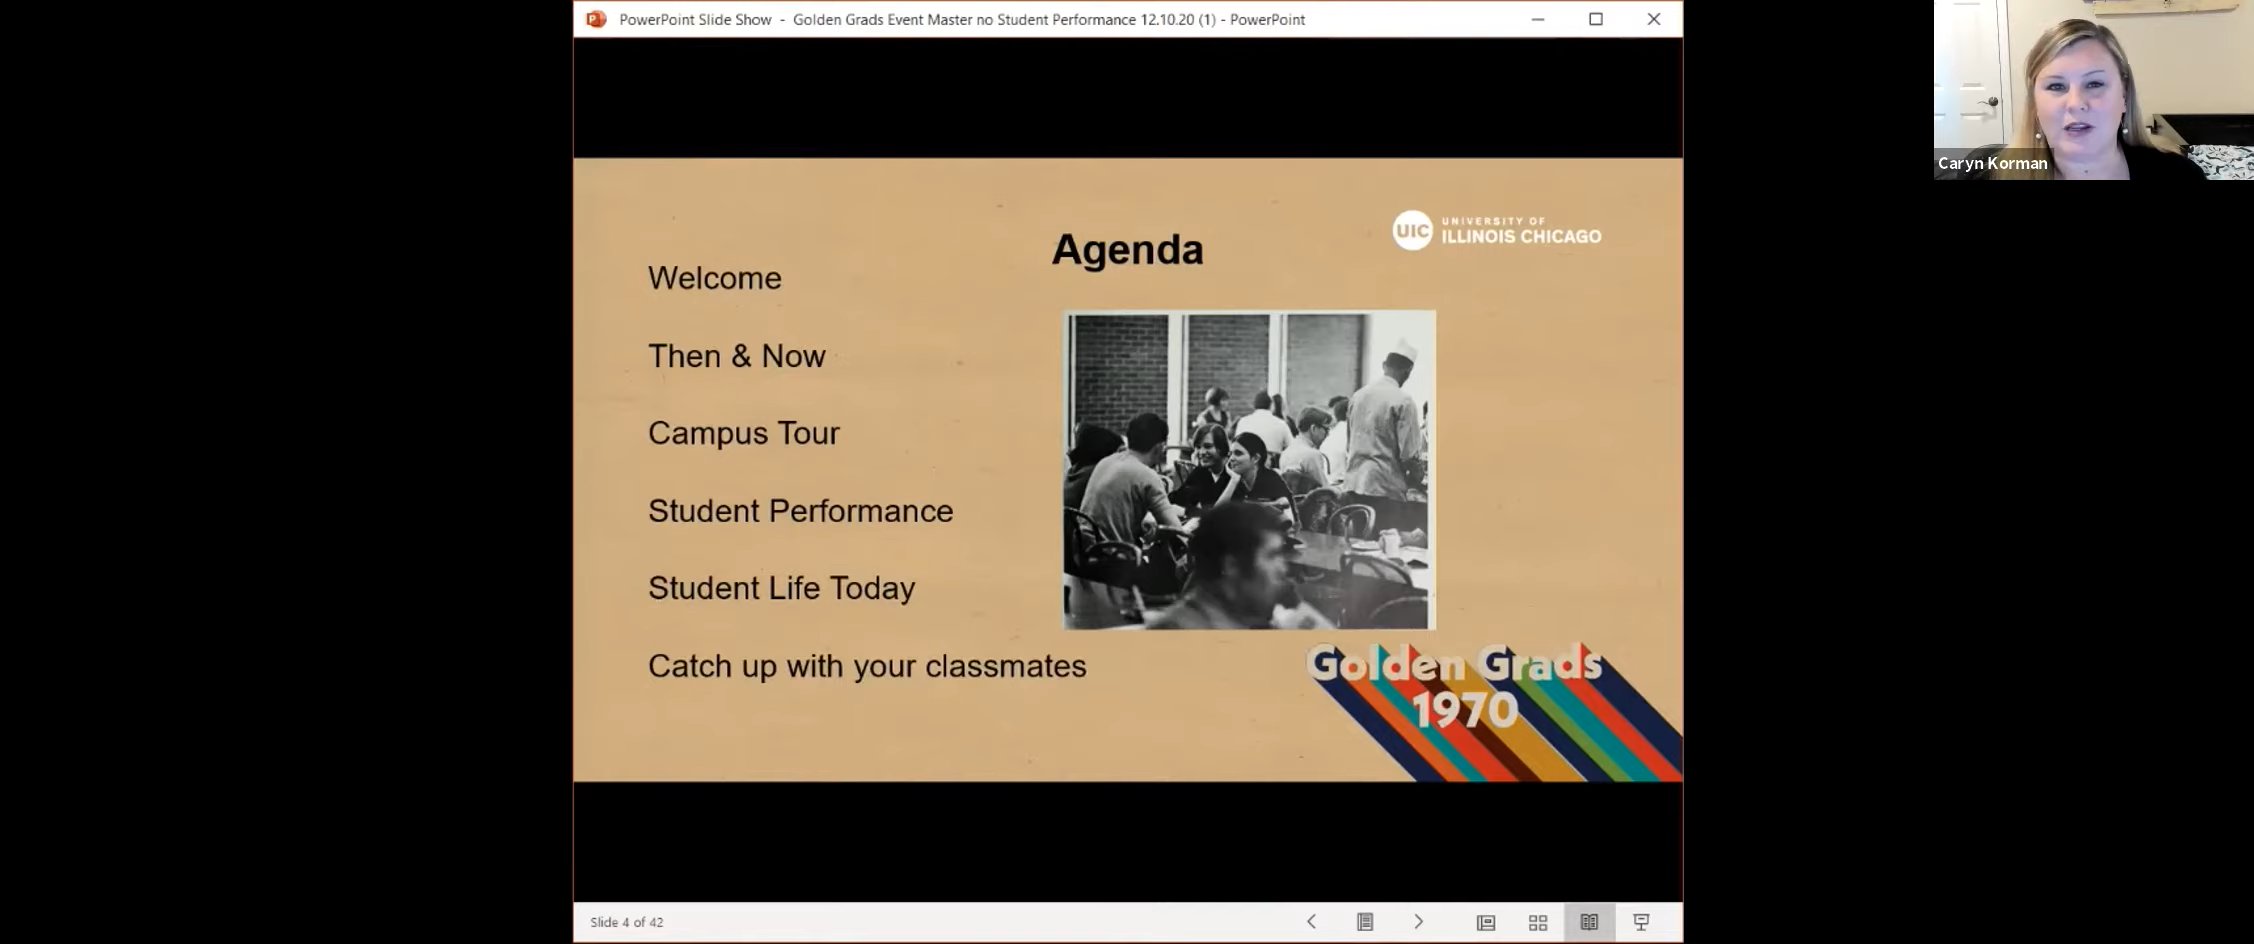 PowerPoint Slide Show - Golden Grads Event Master no Student Performance 12.10.20 (1) - PowerPoint
Caryn Korman
UIC
UNIVERSITY OF
ILLINOIS CHICAGO
Agenda
Welcome
Then & Now
Campus Tour
Student Performance
Student Life Today
Catch up with your classmates
Golden Grads
1970
Slide 4 of 42